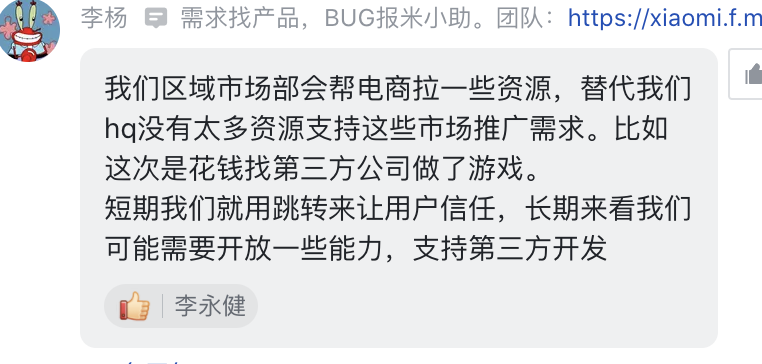 李杨 需求找产品，BUG报米小助。团队：https://xiaomi.f.m
我们区域市场部会帮电商拉一些资源，替代我们
hq没有太多资源支持这些市场推广需求。比如
这次是花钱找第三方公司做了游戏。
短期我们就用跳转来让用户信任，长期来看我们
可能需要开放一些能力，支持第三方开发
李永健